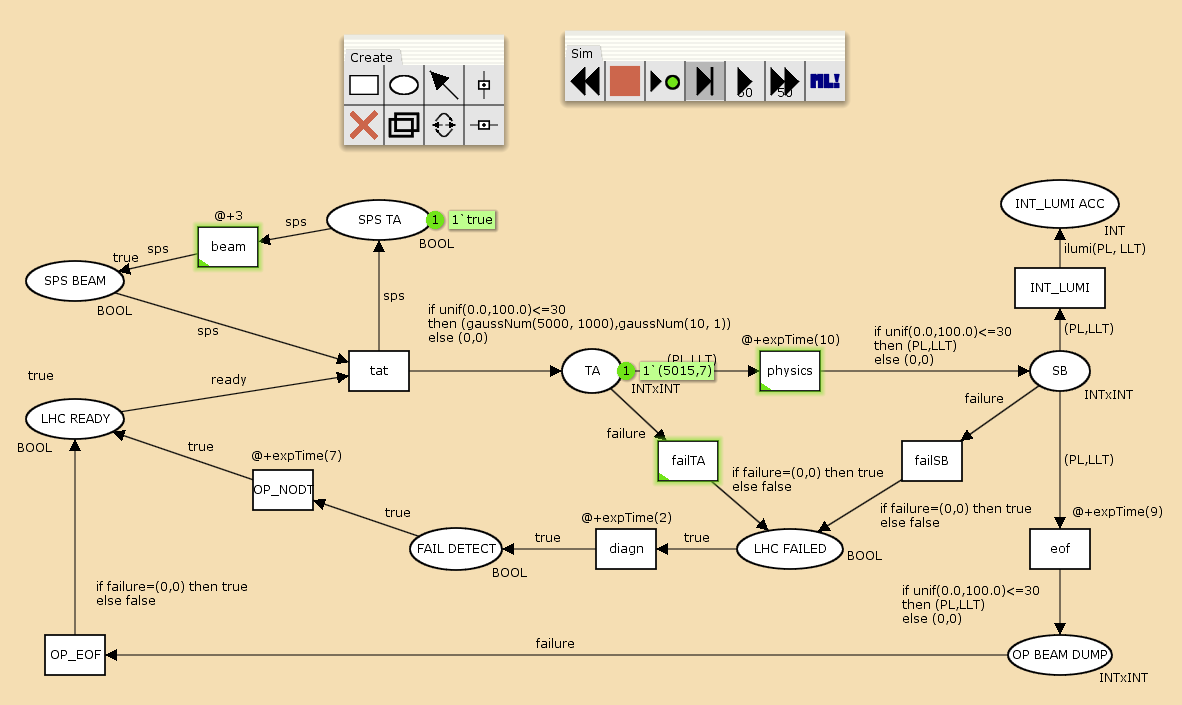 Create
Sim
50
50
ML!
@+3
sps
SPS TA
1
1`true
BOOL
beam
true
sps
SPS BEAM
BOOL
sps
sps
if unif(0.0,100.0)<=30
then (gaussNum(5000, 1000),gaussNum(10, 1))
else (0,0)
INT_LUMI ACC
INT
ilumi(PL, LLT)
INT_LUMI
(PL,LLT)
@+expTime(10)
if unif(0.0,100.0)<=30
then (PL,LLT)
else (0,0)
true
ready
tat
TA
1
(PL,LLT)
1`(5015,7)
INTxINT
physics
SB
INTxINT
LHC READY
BOOL
failure
failure
true
@+expTime(7)
OP_NODT
failTA
if failure=(0,0) then true
else false
failSB
(PL,LLT)
true
@+expTime(2)
if failure=(0,0) then true
else false
@+expTime(9)
FAIL DETECT
BOOL
true
diagn
true
LHC FAILED
BOOL
eof
if failure=(0,0) then true
else false
if unif(0.0,100.0)<=30
then (PL,LLT)
else (0,0)
OP_EOF
failure
OP BEAM DUMP
INTxINT